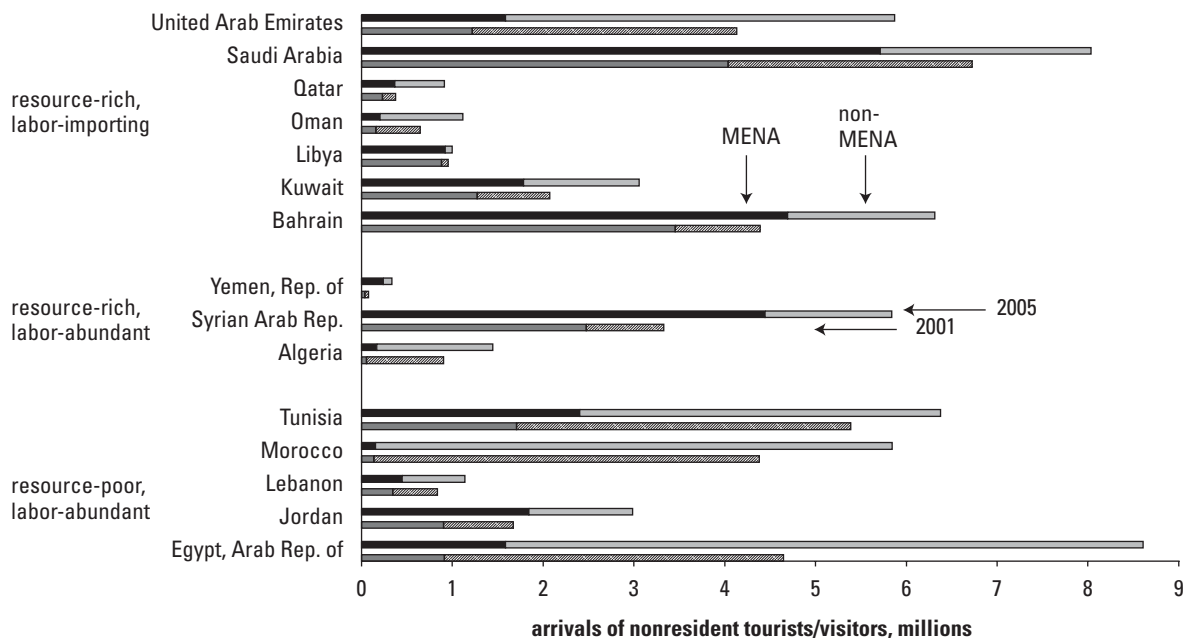 United Arab Emirates
Saudi Arabia
resource-rich,
labor-importing
Qatar
Oman
Libya
Kuwait
Bahrain
MENA
non-
MENA
resource-rich,
labor-abundant
Yemen, Rep. of
Syrian Arab Rep.
Algeria
2005
2001
resource-poor,
labor-abundant
Tunisia
Morocco
Lebanon
Jordan
Egypt, Arab Rep. of
0 1 2 3 4 5 6 7 8 9
arrivals of nonresident tourists/visitors, millions